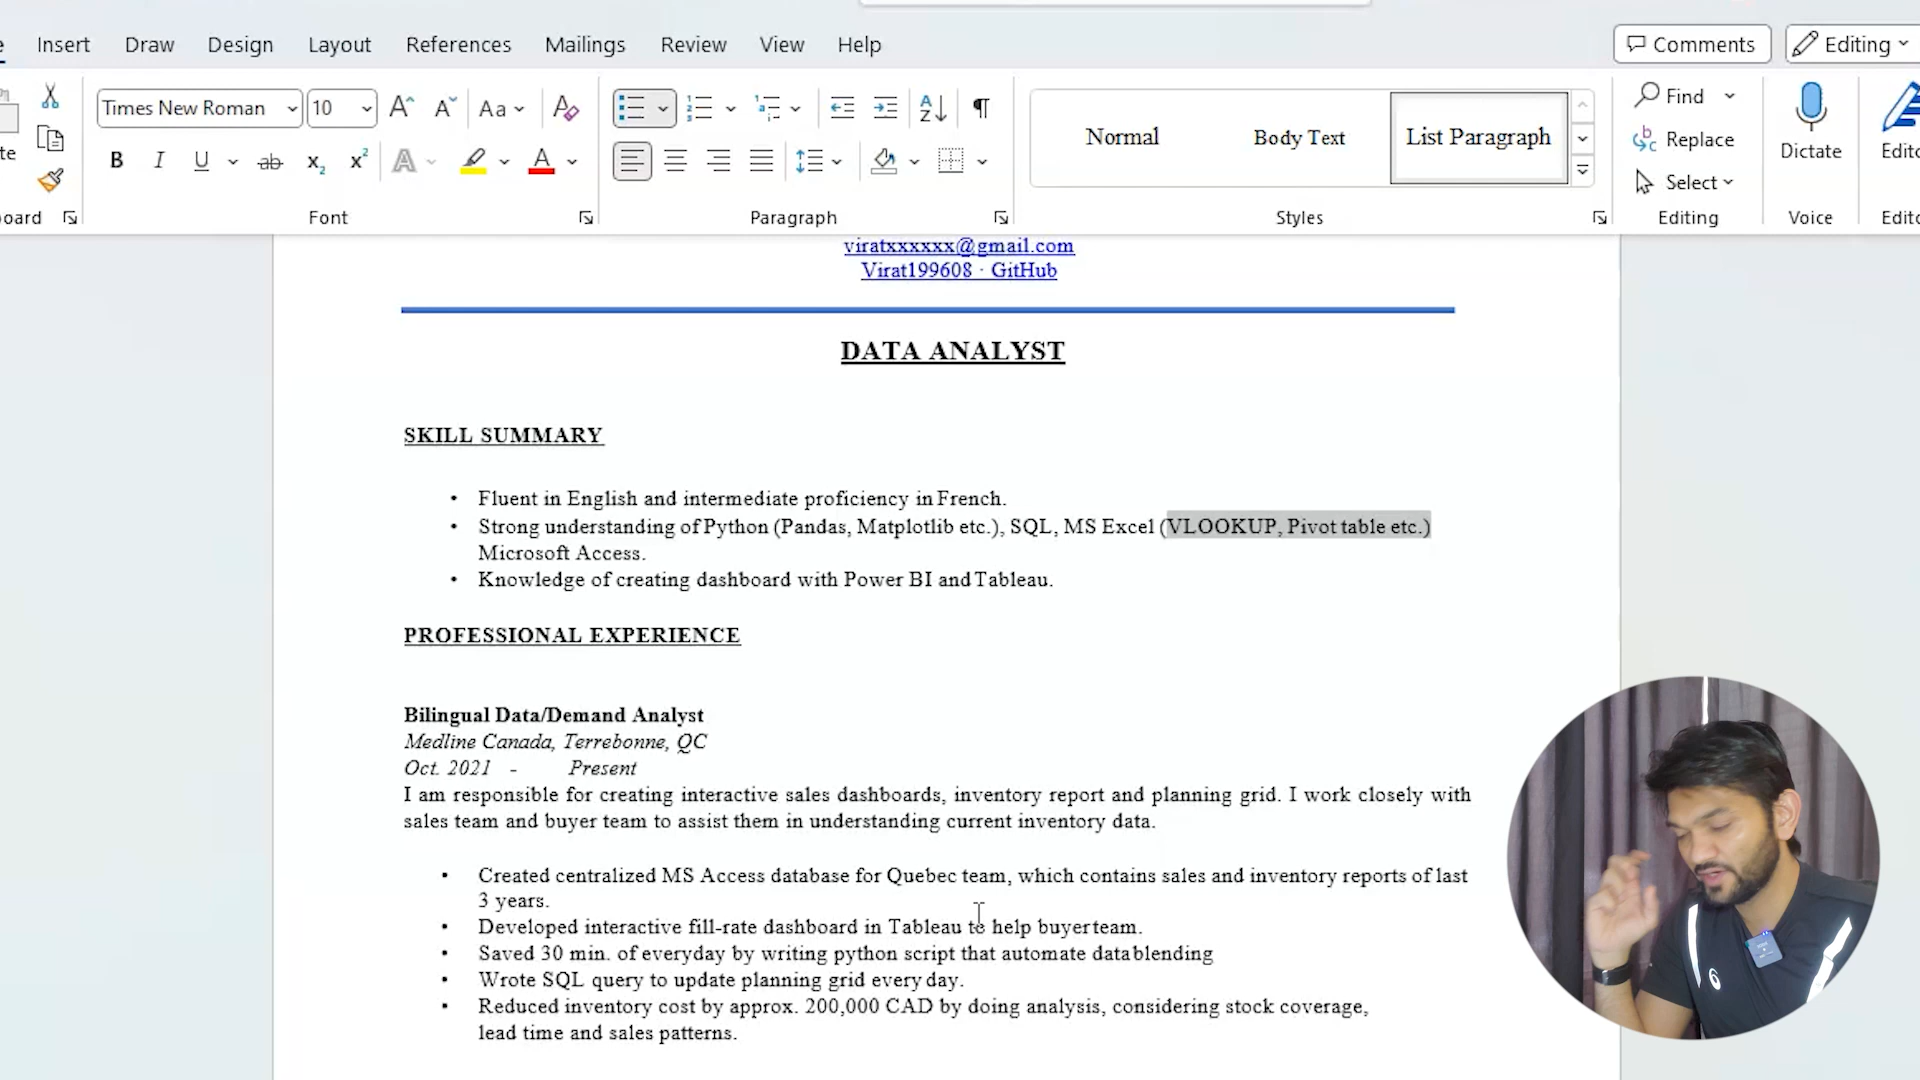 Insert Draw Design Layout References Mailings Review View Help Comments Editing
Times New Roman 10 Aa Normal Body Text List Paragraph Find
Replace
Dictate
B I U ab x₂ x² A A Select
Font Paragraph Styles Editing Voice
viratxxxxxx@gmail.com
Virat199608 · GitHub
DATA ANALYST
SKILL SUMMARY
• Fluent in English and intermediate proficiency in French.
• Strong understanding of Python (Pandas, Matplotlib etc.), SQL, MS Excel (VLOOKUP, Pivot table etc.)
Microsoft Access.
• Knowledge of creating dashboard with Power BI and Tableau.
PROFESSIONAL EXPERIENCE
Bilingual Data/Demand Analyst
Medline Canada, Terrebonne, QC
Oct. 2021 - Present
I am responsible for creating interactive sales dashboards, inventory report and planning grid. I work closely with
sales team and buyer team to assist them in understanding current inventory data.
• Created centralized MS Access database for Quebec team, which contains sales and inventory reports of last
3 years.
• Developed interactive fill-rate dashboard in Tableau to help buyer team.
• Saved 30 min. of everyday by writing python script that automate data blending
• Wrote SQL query to update planning grid every day.
• Reduced inventory cost by approx. 200,000 CAD by doing analysis, considering stock coverage,
lead time and sales patterns.